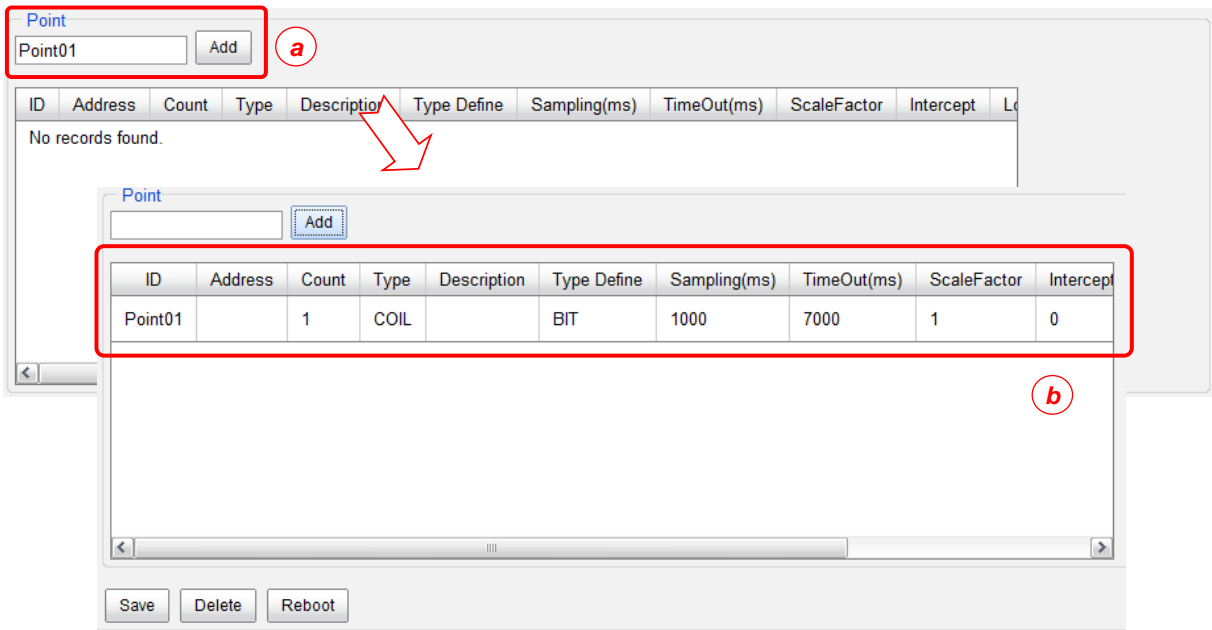 Point
Point01 Add a
ID Address Count Type Description Type Define Sampling(ms) TimeOut(ms) ScaleFactor Intercept
No records found.
Point
Add
ID Address Count Type Description Type Define Sampling(ms) TimeOut(ms) ScaleFactor Intercept
Point01 1 COIL BIT 1000 7000 1 0
b
Save Delete Reboot